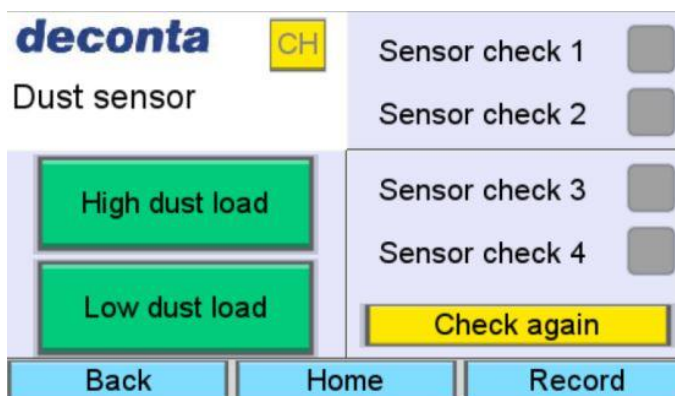 deconta
CH
Dust sensor
High dust load
Low dust load
Sensor check 1
Sensor check 2
Sensor check 3
Sensor check 4
Check again
Back
Home
Record